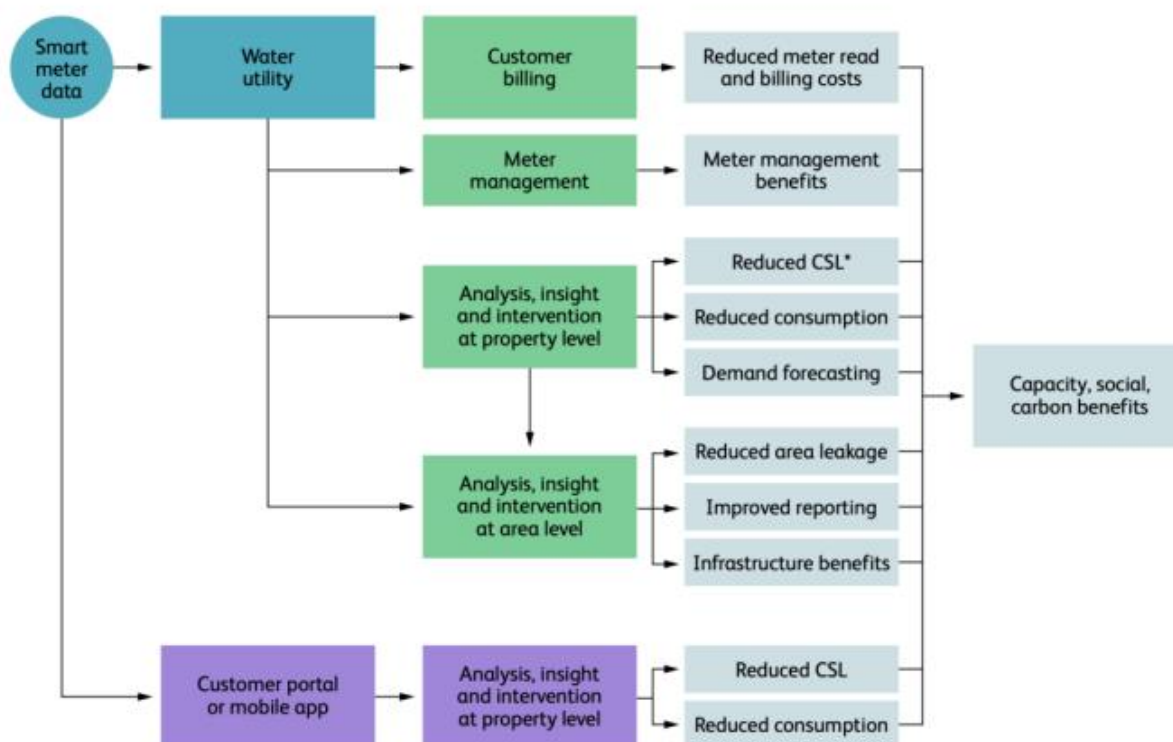 Smart
meter
data
Water
utility
Customer
billing
Reduced meter read
and billing costs
Meter
management
Meter management
benefits
Analysis, insight
and intervention
at property level
Reduced CSL*
Reduced consumption
Demand forecasting
Capacity, social,
carbon benefits
Analysis, insight
and intervention
at area level
Reduced area leakage
Improved reporting
Infrastructure benefits
Customer portal
or mobile app
Analysis, insight
and intervention
at property level
Reduced CSL
Reduced consumption